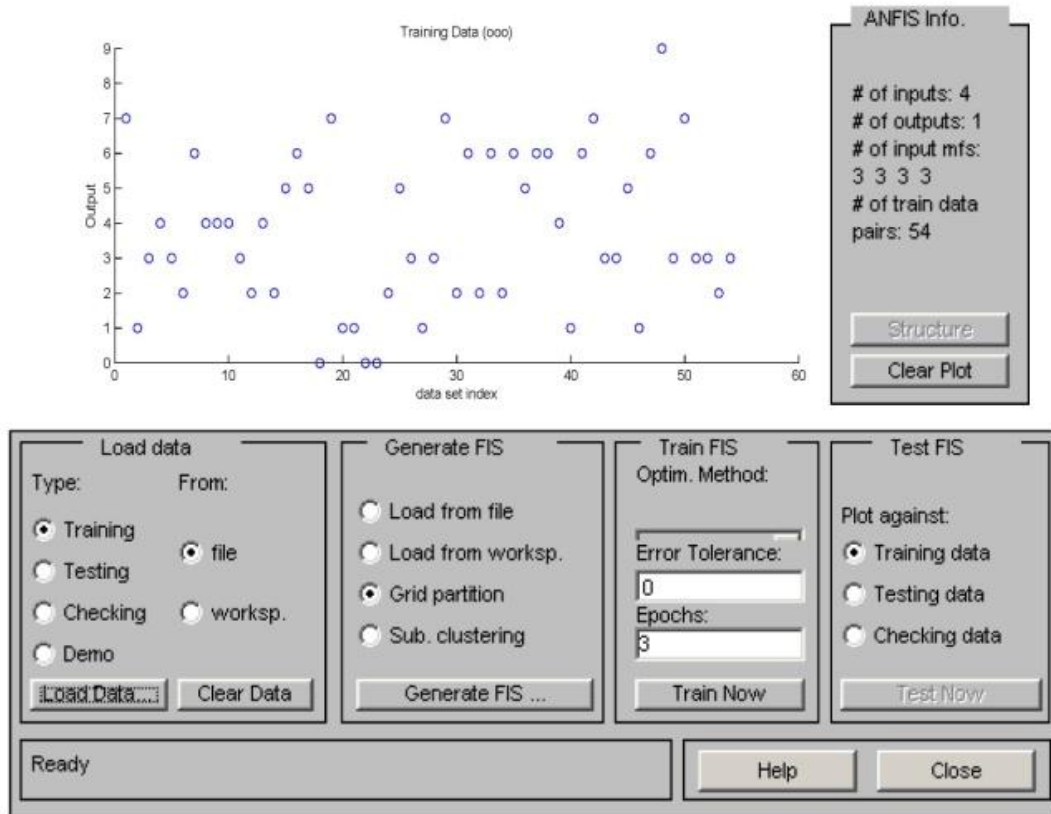 Training Data (ooo)
9
8
7
6
5
4
3
2
1
0
Output
0 10 20 30 40 50 60
data set index
ANFIS Info.
# of inputs: 4
# of outputs: 1
# of input mfs:
3 3 3 3
# of train data
pairs: 54
Structure
Clear Plot
Load data
Type: From:
Training
file
Testing
Checking
worksp.
Demo
Load Data... Clear Data
Generate FIS
Load from file
Load from worksp.
Grid partition
Sub. clustering
Generate FIS ...
Train FIS
Optim. Method:
Error Tolerance:
0
Epochs:
3
Train Now
Test FIS
Plot against:
Training data
Testing data
Checking data
Test Now
Ready
Help Close